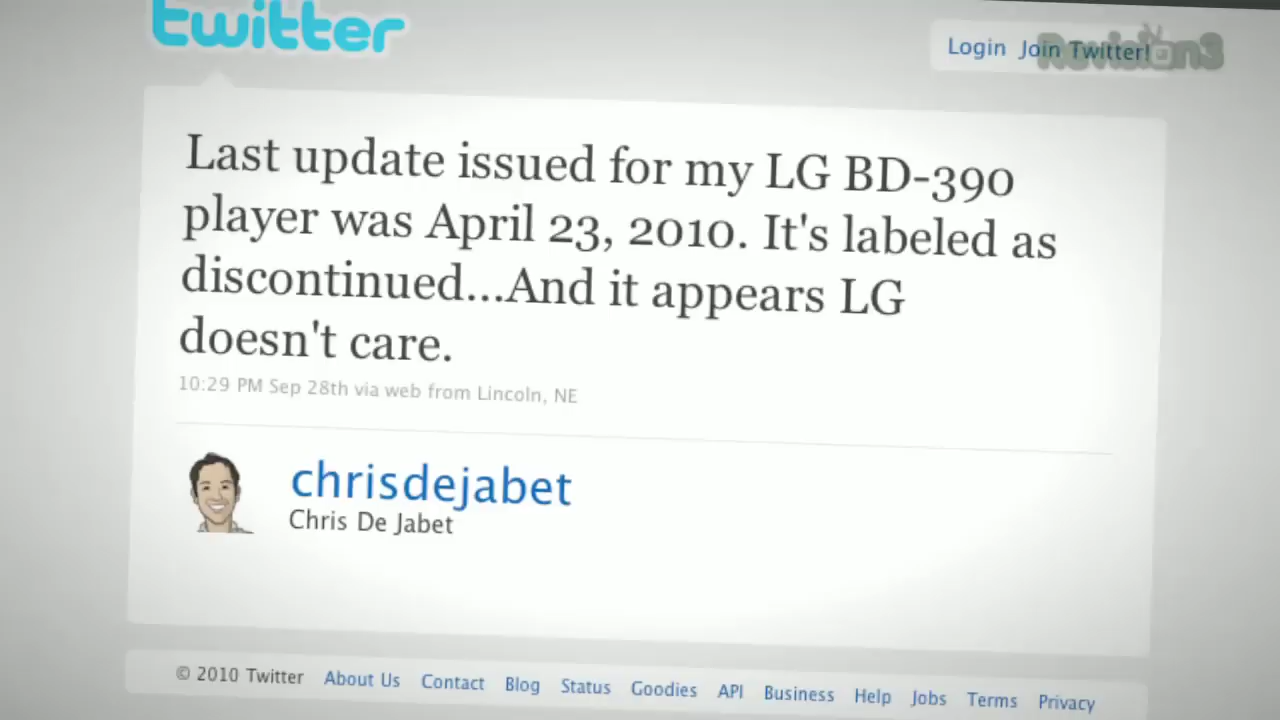 twitter
Login Join Twitter!
Revision3
Last update issued for my LG BD-390
player was April 23, 2010. It's labeled as
discontinued...And it appears LG
doesn't care.
10:29 PM Sep 28th via web from Lincoln, NE
chrisdejabet
Chris De Jabet
© 2010 Twitter About Us Contact Blog Status Goodies API Business Help Jobs Terms Privacy